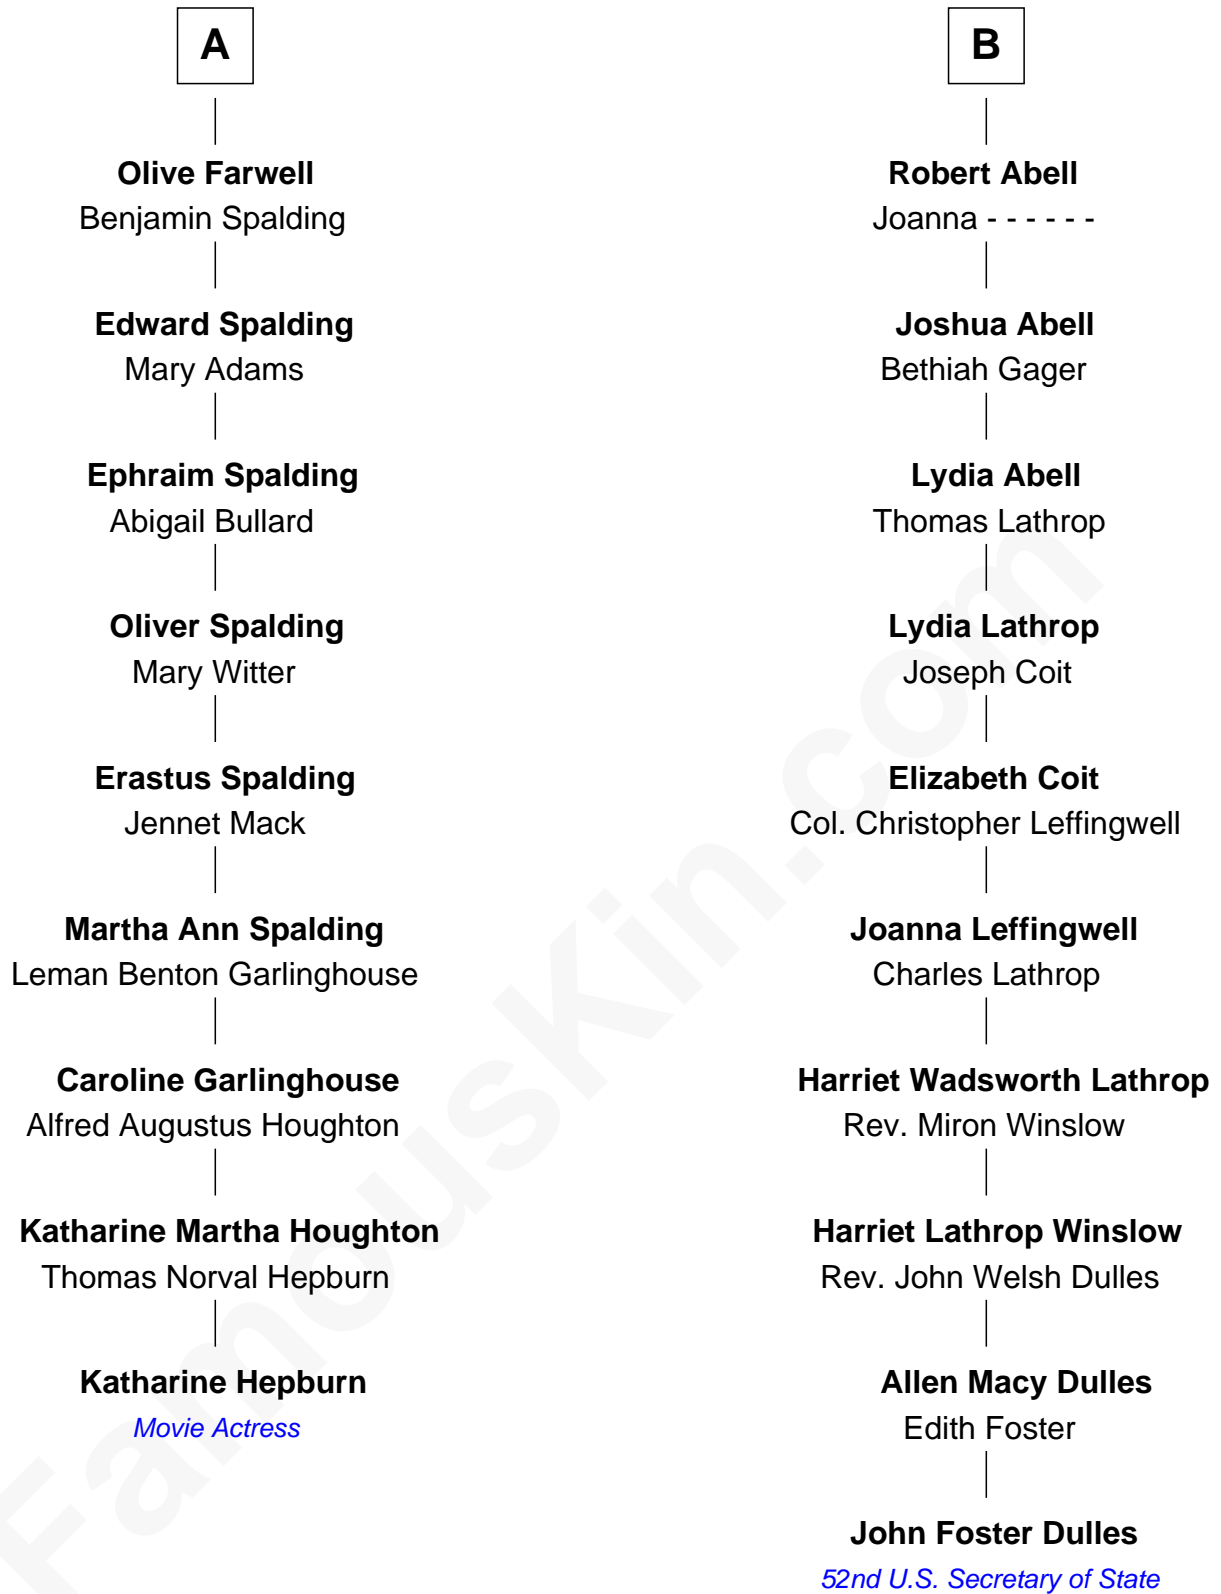 A
Olive Farwell
Benjamin Spalding
Edward Spalding
Mary Adams
Ephraim Spalding
Abigail Bullard
Oliver Spalding
Mary Witter
Erastus Spalding
Jennet Mack
Martha Ann Spalding
Leman Benton Garlinghouse
Caroline Garlinghouse
Alfred Augustus Houghton
Katharine Martha Houghton
Thomas Norval Hepburn
Katharine Hepburn
Movie Actress
B
Robert Abell
Joanna - - - - - -
Joshua Abell
Bethiah Gager
Lydia Abell
Thomas Lathrop
Lydia Lathrop
Joseph Coit
Elizabeth Coit
Col. Christopher Leffingwell
Joanna Leffingwell
Charles Lathrop
Harriet Wadsworth Lathrop
Rev. Miron Winslow
Harriet Lathrop Winslow
Rev. John Welsh Dulles
Allen Macy Dulles
Edith Foster
John Foster Dulles
52nd U.S. Secretary of State
FamousKin.com